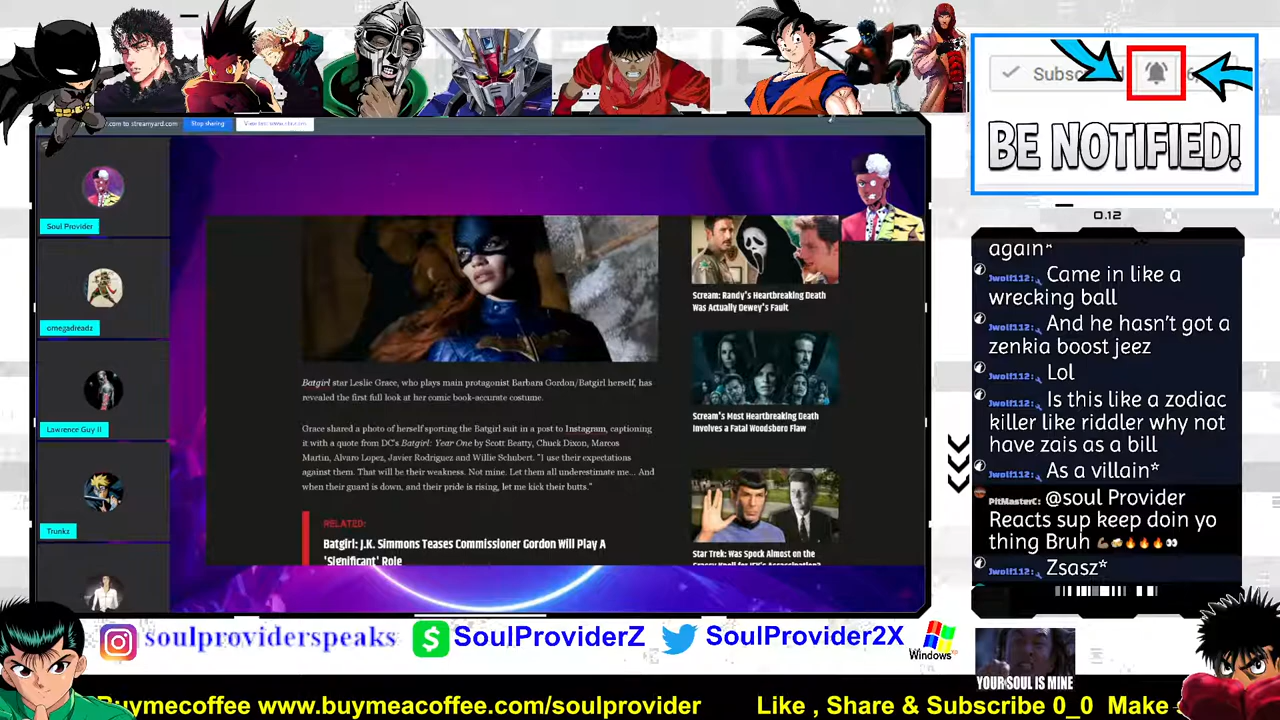 .com to streamyard.com
Stop sharing
Soul Provider
omegadreadz
Lawrence Guy II
Trunkz
Batgirl star Leslie Grace, who plays main protagonist Barbara Gordon/Batgirl herself, has
revealed the first full look at her comic book-accurate costume.
Grace shared a photo of herself sporting the Batgirl suit in a post to Instagram, captioning
it with a quote from DC's Batgirl: Year One by Scott Beatty, Chuck Dixon, Marcos
Martin, Alvaro Lopez, Javier Rodriguez and Willie Schubert. "I use their expectations
against them. That will be their weakness. Not mine. Let them all underestimate me... And
when their guard is down, and their pride is rising, let me kick their butts."
RELATED:
Batgirl: J.K. Simmons Teases Commissioner Gordon Will Play A
'Significant' Role
Scream: Randy's Heartbreaking Death
Was Actually Dewey's Fault
Scream's Most Heartbreaking Death
Involves a Fatal Woodsboro Flaw
Star Trek: Was Spock Almost on the
Grassy Knoll for JFK's Assassination?
BE NOTIFIED!
0.12
again*
Jwolf112: Came in like a
wrecking ball
Jwolf112: And he hasn't got a
zenkia boost jeez
Jwolf112: Lol
Jwolf112: Is this like a zodiac
killer like riddler why not
have zais as a bill
Jwolf112: As a villain*
PitMasterC: @soul Provider
Reacts sup keep doin yo
thing Bruh 💪🏾🍻🔥🔥🔥👀
Jwolf112: Zsasz*
soulproviderspeaks
SoulProviderZ
SoulProvider2X
Windows
YOUR SOUL IS MINE
Buymecoffee www.buymeacoffee.com/soulprovider
Like , Share & Subscribe 0_0 Make